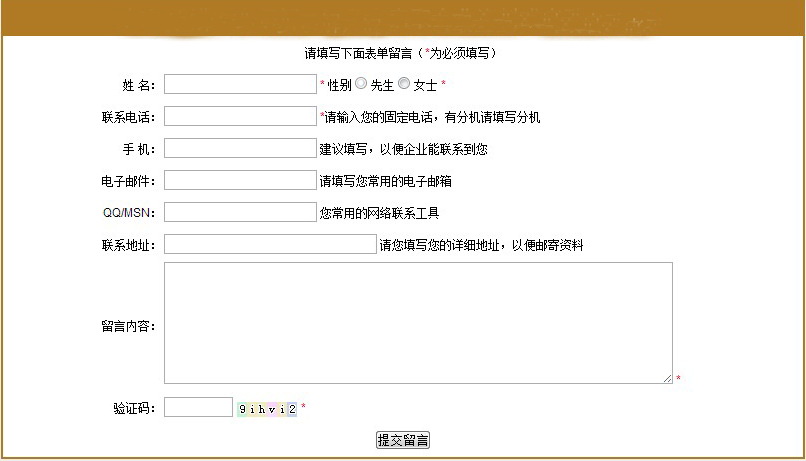 请填写下面表单留言（*为必须填写）
姓 名： * 性别 先生 女士 *
联系电话： *请输入您的固定电话，有分机请填写分机
手 机： 建议填写，以便企业能联系到您
电子邮件： 请填写您常用的电子邮箱
QQ/MSN： 您常用的网络联系工具
联系地址： 请您填写您的详细地址，以便邮寄资料
留言内容： *
验证码： 9ihvi2 *
提交留言